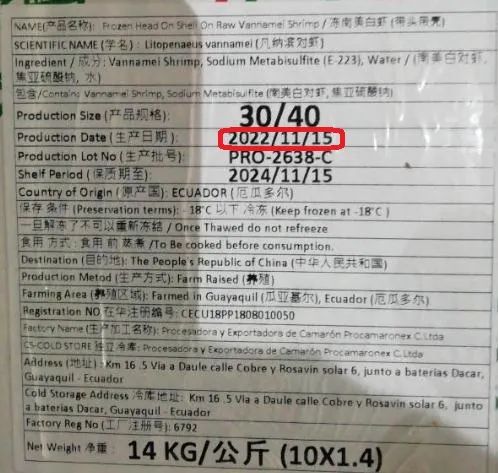 NAME(产品名称): Frozen Head On Shell On Raw Vannamei Shrimp / 冻南美白虾 (带头带壳)
SCIENTIFIC NAME (学名) : Litopenaeus vannamei (凡纳滨对虾)
Ingredient / 成分: Vannamei Shrimp, Sodium Metabisulfite (E-223), Water / (南美白对虾,
焦亚硫酸钠, 水)
包含/Contains: Vannamei Shrimp, Sodium Metabisulfite (南美白对虾, 焦亚硫酸钠)
Production Size (产品规格): 30/40
Production Date (生产日期): 2022/11/15
Production Lot No (生产批号): PRO-2638-C
Shelf Period (保质期至): 2024/11/15
Country of Origin (原产国): ECUADOR (厄瓜多尔)
保存 条件 (Preservation terms): -18°C 以下 冷冻 (Keep frozen at -18°C)
一旦解冻了不可以重新冻结 / Once Thawed do not refreeze
食用 方式: 食用 前 蒸煮 /To Be cooked before consumption.
Destination (目的地): The People's Republic of China (中华人民共和国)
Production Metod (生产方式): Farm Raised (养殖)
Farming Area (养殖区域): Farmed in Guayaquil (瓜亚基尔), Ecuador (厄瓜多尔)
Registration NO 在华注册编号: CECU18PP1808010050
Factory Name (生产加工名称): Procesadora y Exportadora de Camarón Procamaronex C.Ltda
CS-COLD STORE 独立冷库: Procesadora y Exportadora de Camarón Procamaronex C.Ltda
Address (地址) : Km 16 .5 Via a Daule calle Cobre y Rosavin solar 6, junto a baterias Dacar,
Guayaquil - Ecuador
Cold Storage Address 冷库地址: Km 16 .5 Via a Daule calle Cobre y Rosavin solar 6, junto
a baterias Dacar, Guayaquil - Ecuador
Factory Reg No (工厂注册号): 6792
Net Weight 净重 : 14 KG/公斤 (10X1.4)